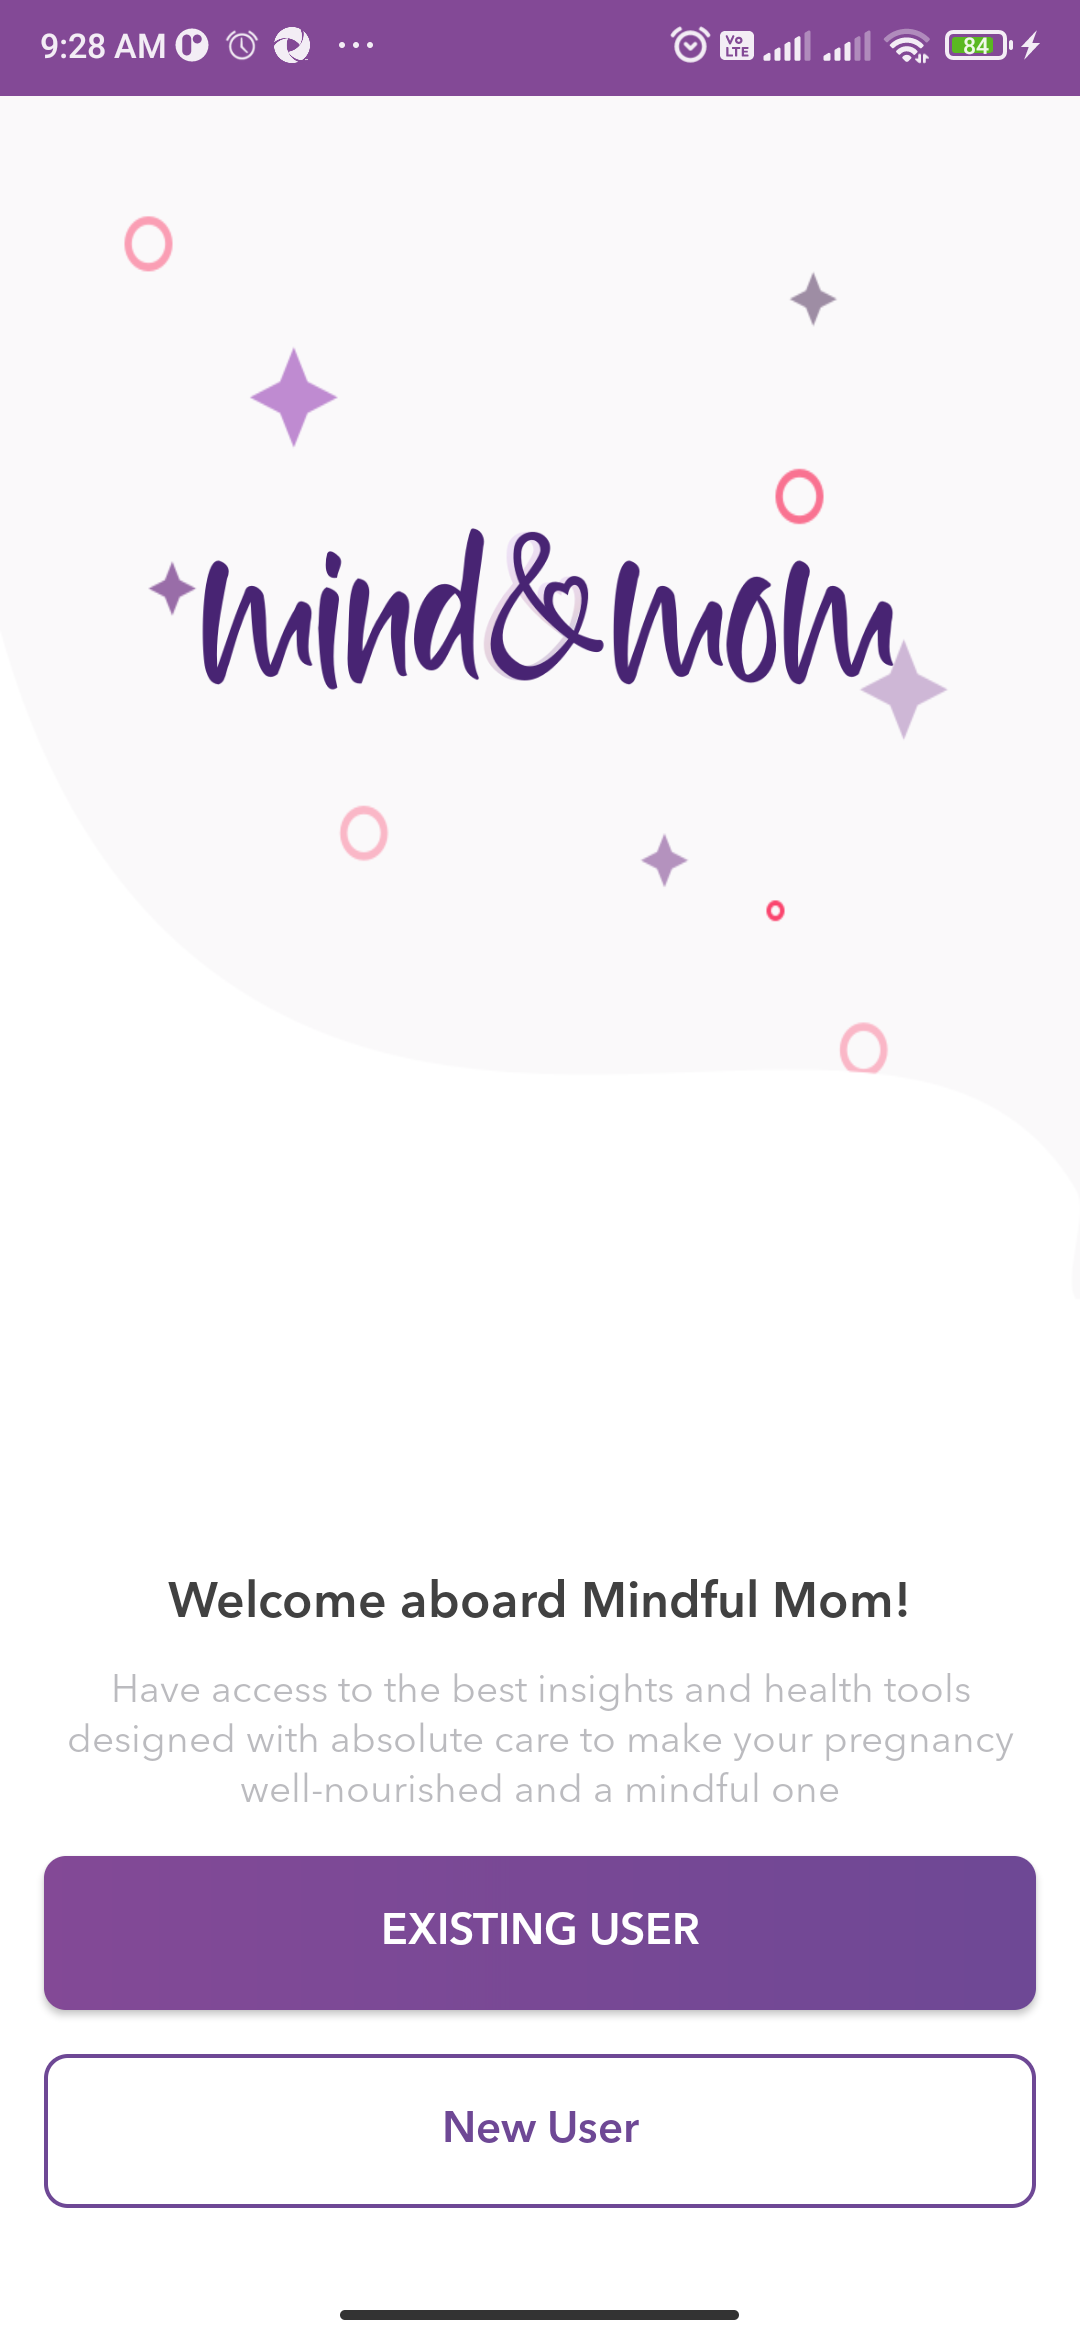 9:28 AM
Vo
LTE
84
mind&mom
Welcome aboard Mindful Mom!
Have access to the best insights and health tools
designed with absolute care to make your pregnancy
well-nourished and a mindful one
EXISTING USER
New User